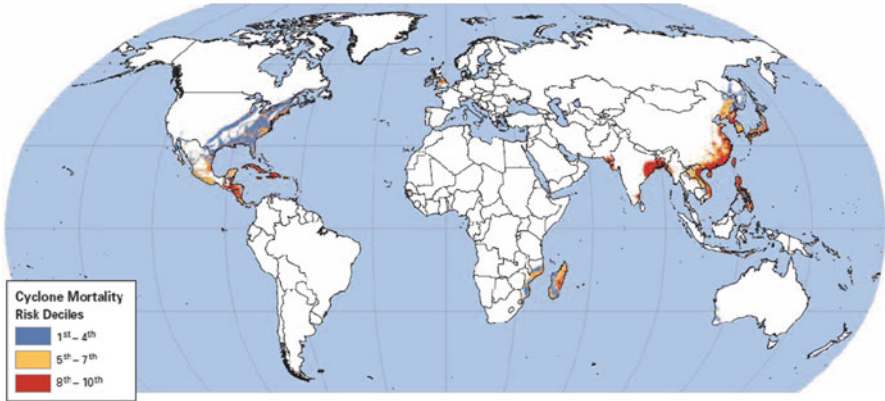 Cyclone Mortality
Risk Deciles
1st – 4th
5th – 7th
8th – 10th